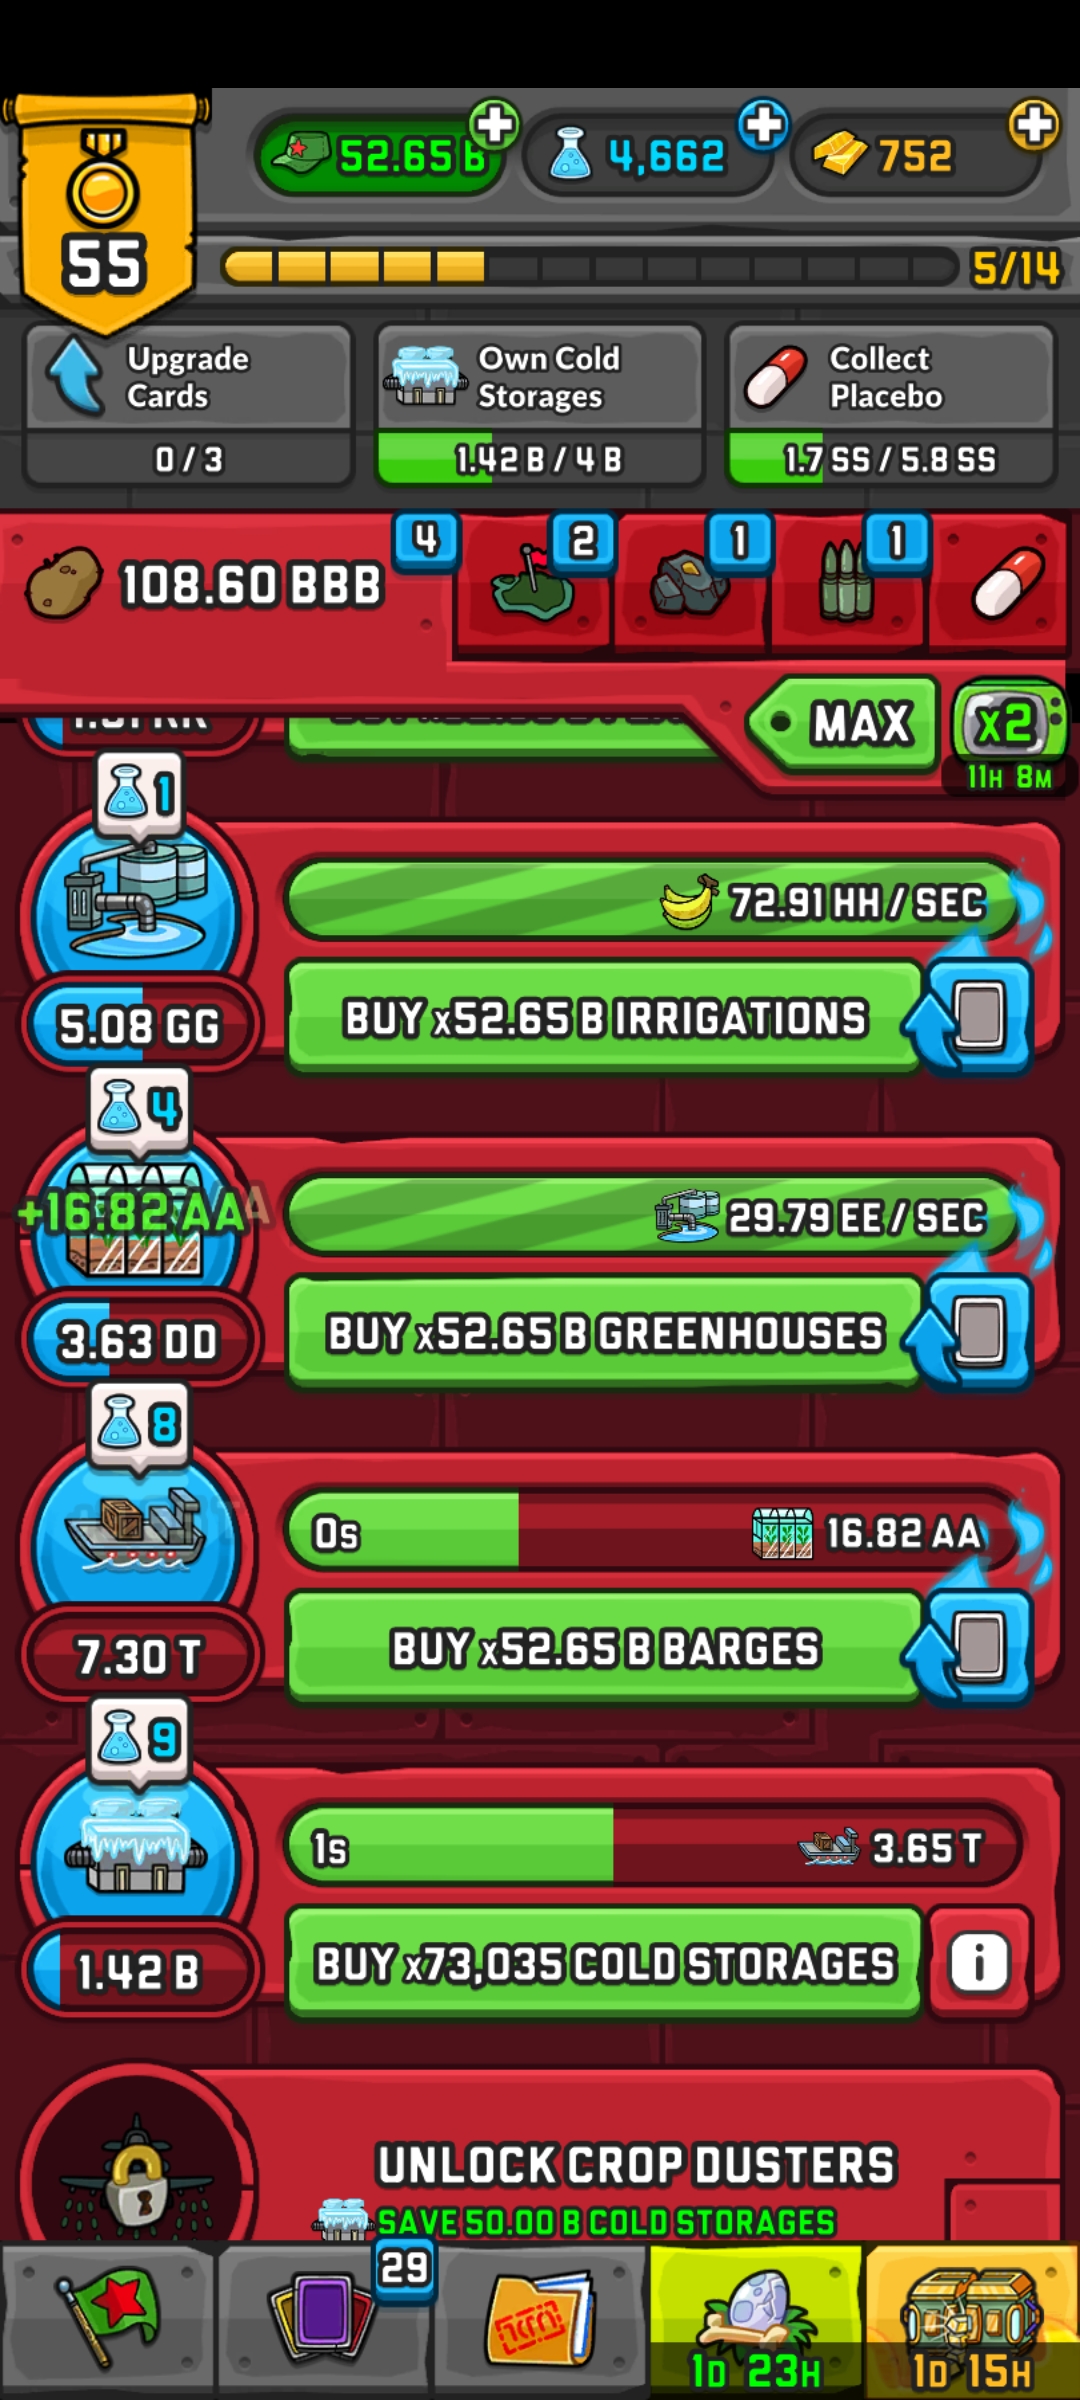 55
52.65 B
4,662
752
5/14
Upgrade
Cards
0 / 3
Own Cold
Storages
1.42 B / 4 B
Collect
Placebo
1.7 SS / 5.8 SS
108.60 BBB
4
2
1
1
MAX
x2
11H 8M
1
72.91 HH / SEC
5.08 GG
BUY x52.65 B IRRIGATIONS
4
+16.82 AA
29.79 EE / SEC
3.63 DD
BUY x52.65 B GREENHOUSES
8
0s
16.82 AA
7.30 T
BUY x52.65 B BARGES
9
1s
3.65 T
1.42 B
BUY x73,035 COLD STORAGES
i
UNLOCK CROP DUSTERS
SAVE 50.00 B COLD STORAGES
29
1D 23H
1D 15H